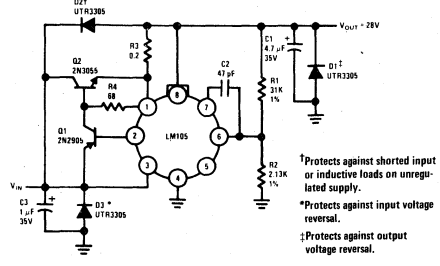 D2†
UTR3305
VOUT = 28V
R3
0.2
C1 +
4.7 µF
35V
D1‡
UTR3305
Q2
2N3055
R4
68
C2
47 pF
R1
31K
1%
1
8
7
Q1
2N2905
2
LM105
6
3
4
5
R2
2.13K
1%
VIN
C3
1 µF
35V
+
D3 *
UTR3305
†Protects against shorted input
or inductive loads on unregu-
lated supply.
*Protects against input voltage
reversal.
‡Protects against output
voltage reversal.